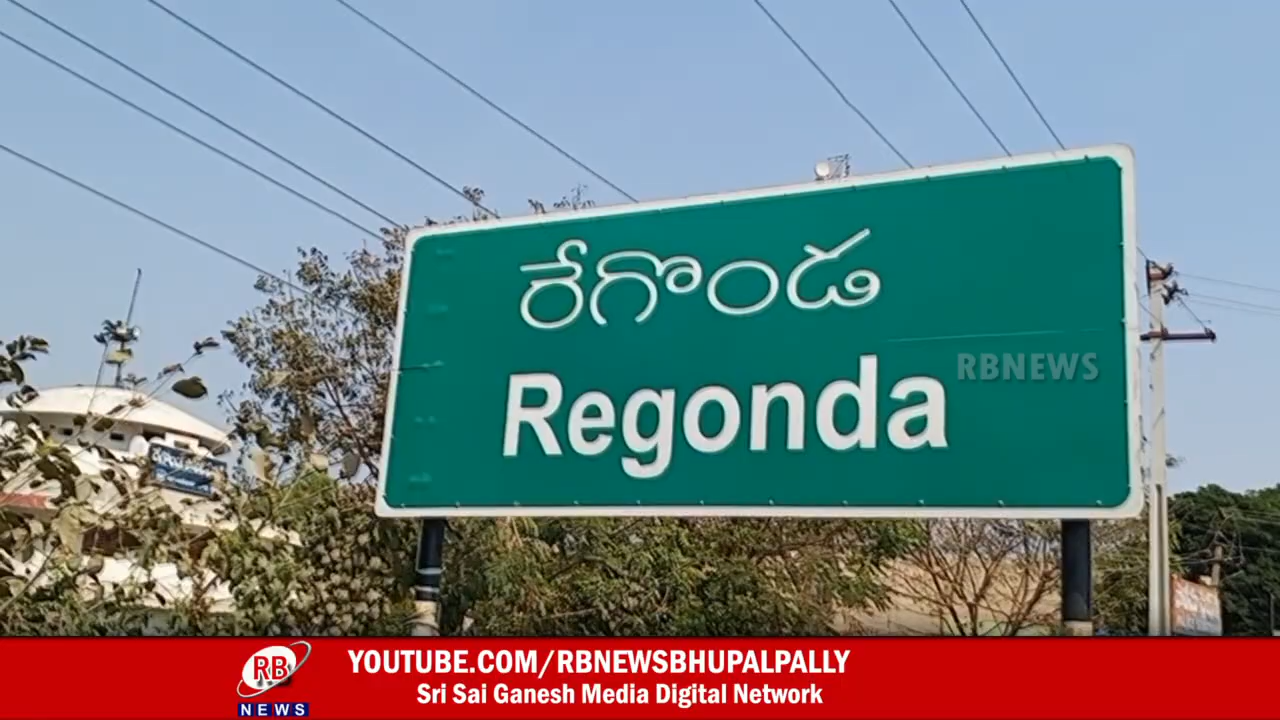 రేగొండ
Regonda
RBNEWS
RB
NEWS
YOUTUBE.COM/RBNEWSBHUPALPALLY
Sri Sai Ganesh Media Digital Network